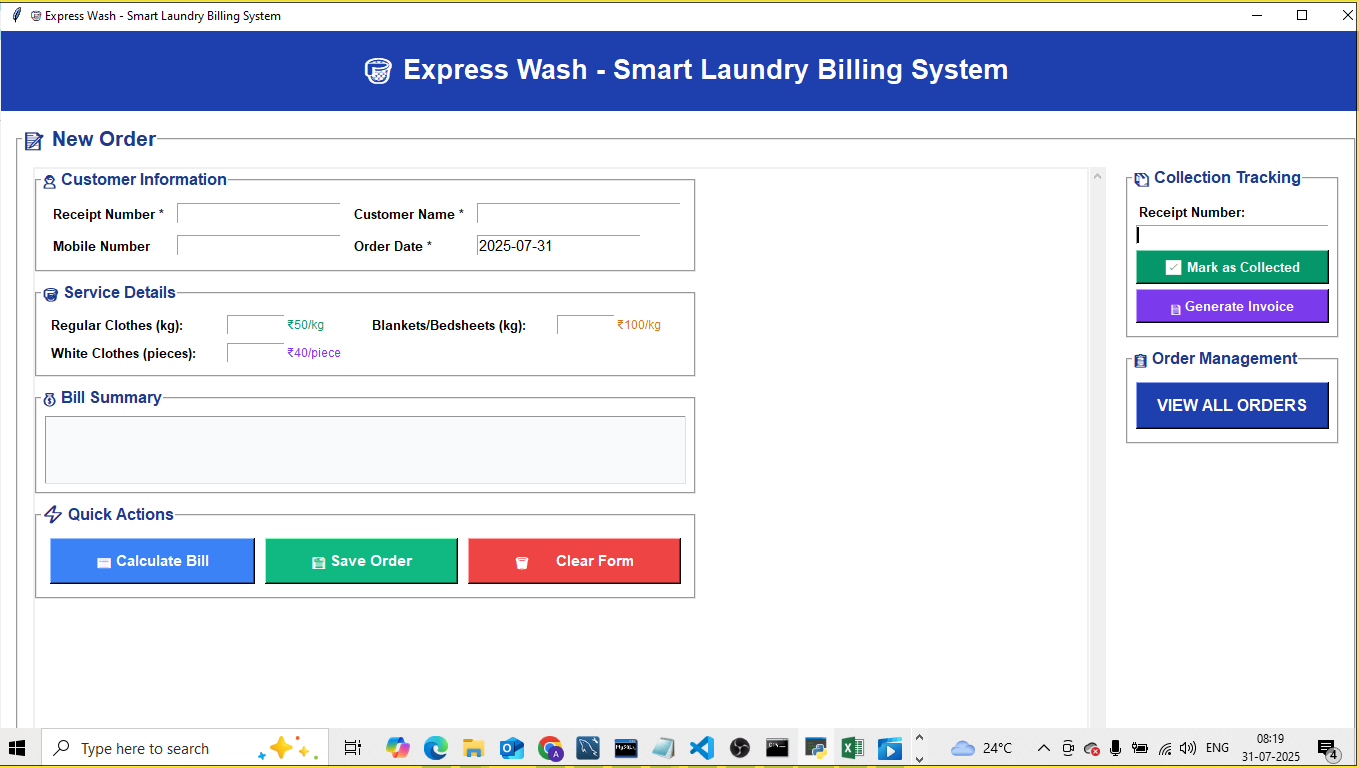 Express Wash - Smart Laundry Billing System
Express Wash - Smart Laundry Billing System
New Order
Customer Information
Receipt Number *
Customer Name *
Mobile Number
Order Date *
2025-07-31
Service Details
Regular Clothes (kg):
₹50/kg
Blankets/Bedsheets (kg):
₹100/kg
White Clothes (pieces):
₹40/piece
Bill Summary
Quick Actions
Calculate Bill
Save Order
Clear Form
Collection Tracking
Receipt Number:
Mark as Collected
Generate Invoice
Order Management
VIEW ALL ORDERS
Type here to search
24°C
ENG
08:19
31-07-2025
4